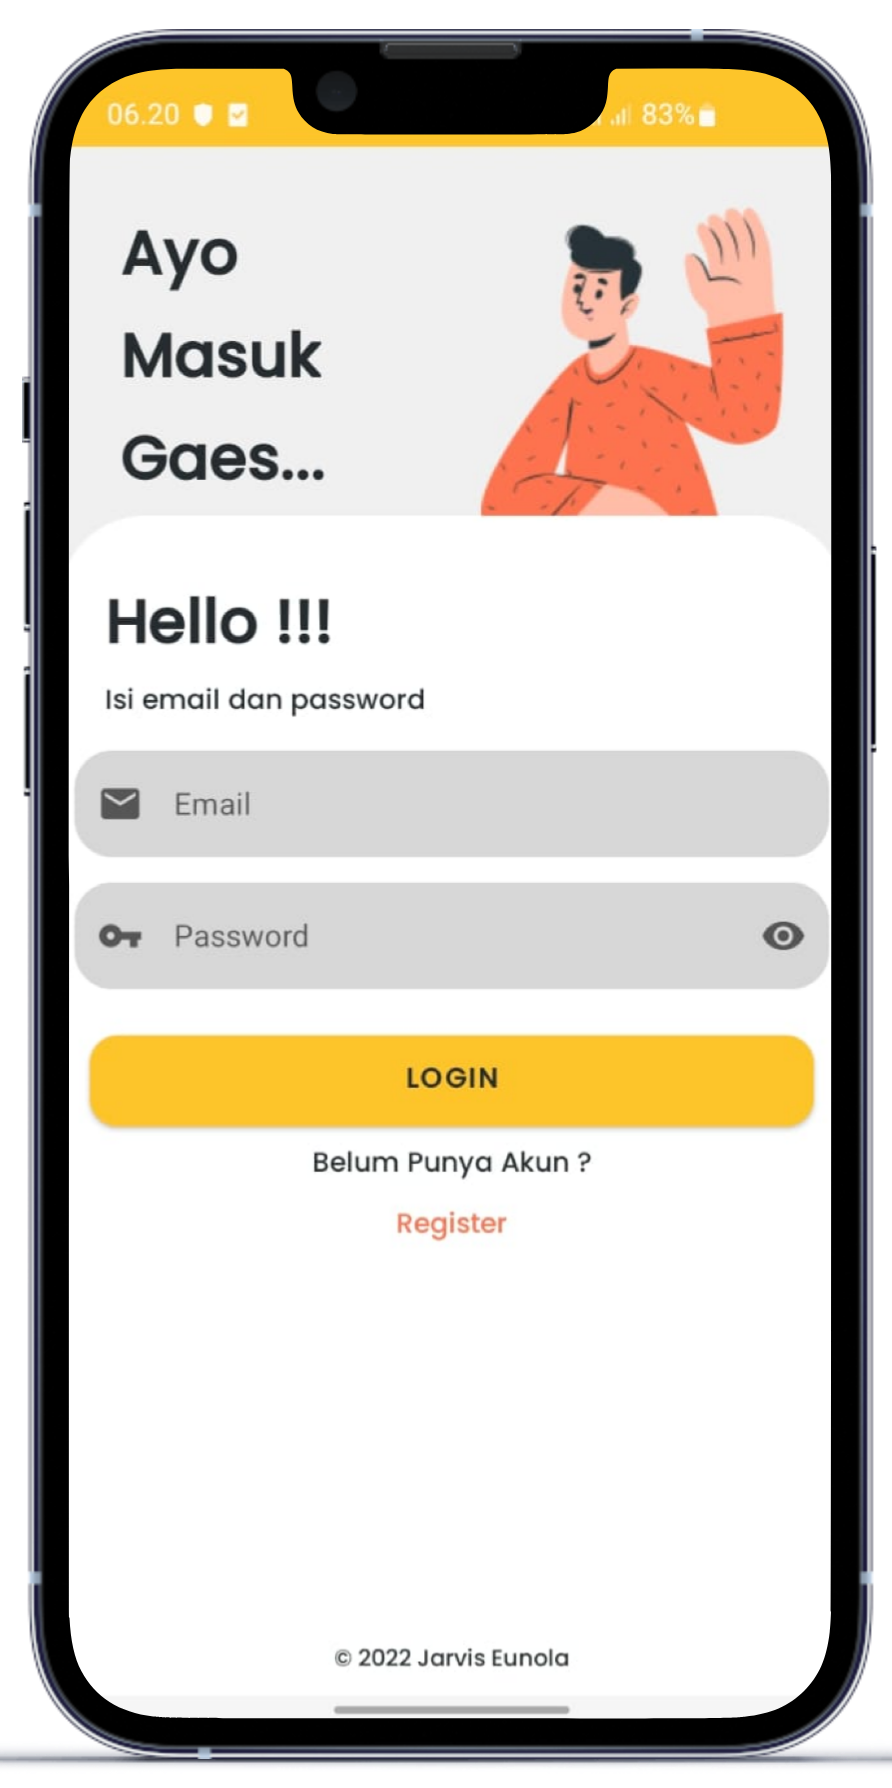 06.20 83%
Ayo
Masuk
Gaes...
Hello !!!
Isi email dan password
Email
Password
LOGIN
Belum Punya Akun ?
Register
© 2022 Jarvis Eunola